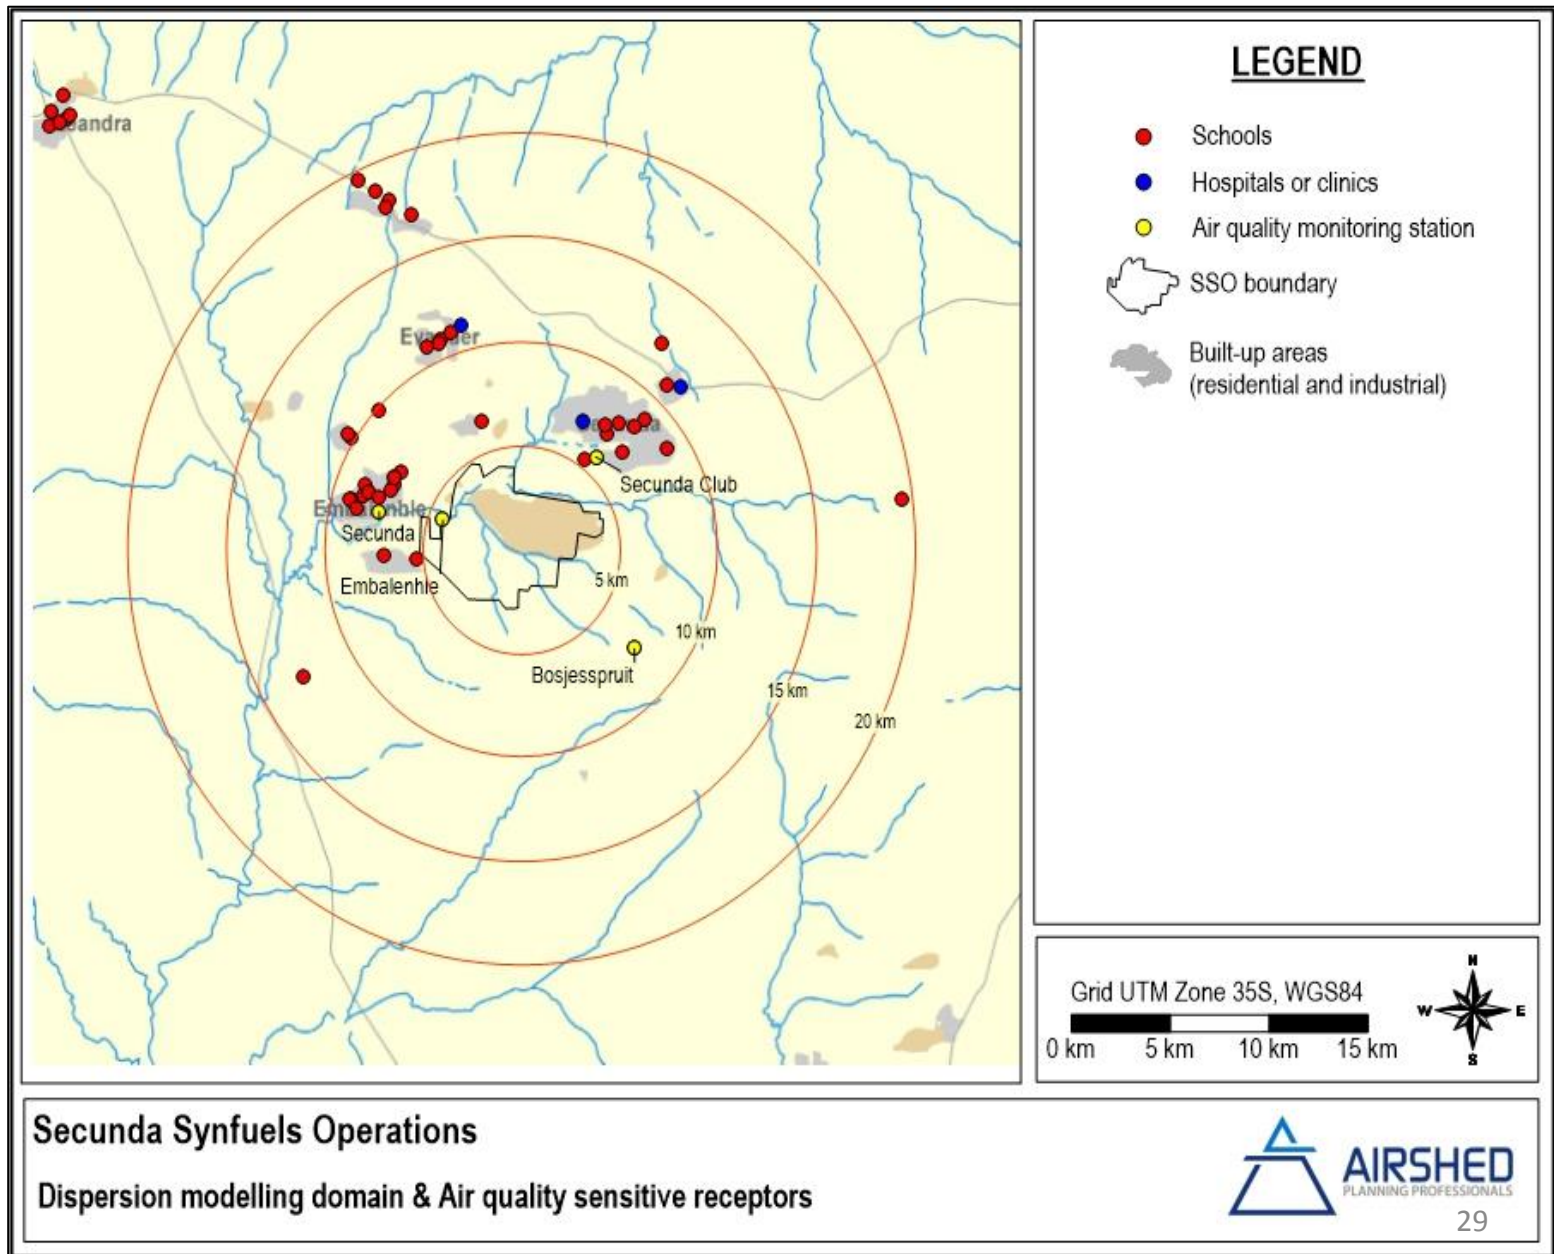 LEGEND
Schools
Hospitals or clinics
Air quality monitoring station
SSO boundary
Built-up areas
(residential and industrial)
Secunda Club
Secunda
Embalenhle
5 km
10 km
Bosjesspruit
15 km
20 km
Grid UTM Zone 35S, WGS84
N
W
E
S
0 km 5 km 10 km 15 km
Secunda Synfuels Operations
Dispersion modelling domain & Air quality sensitive receptors
AIRSHED
PLANNING PROFESSIONALS
29